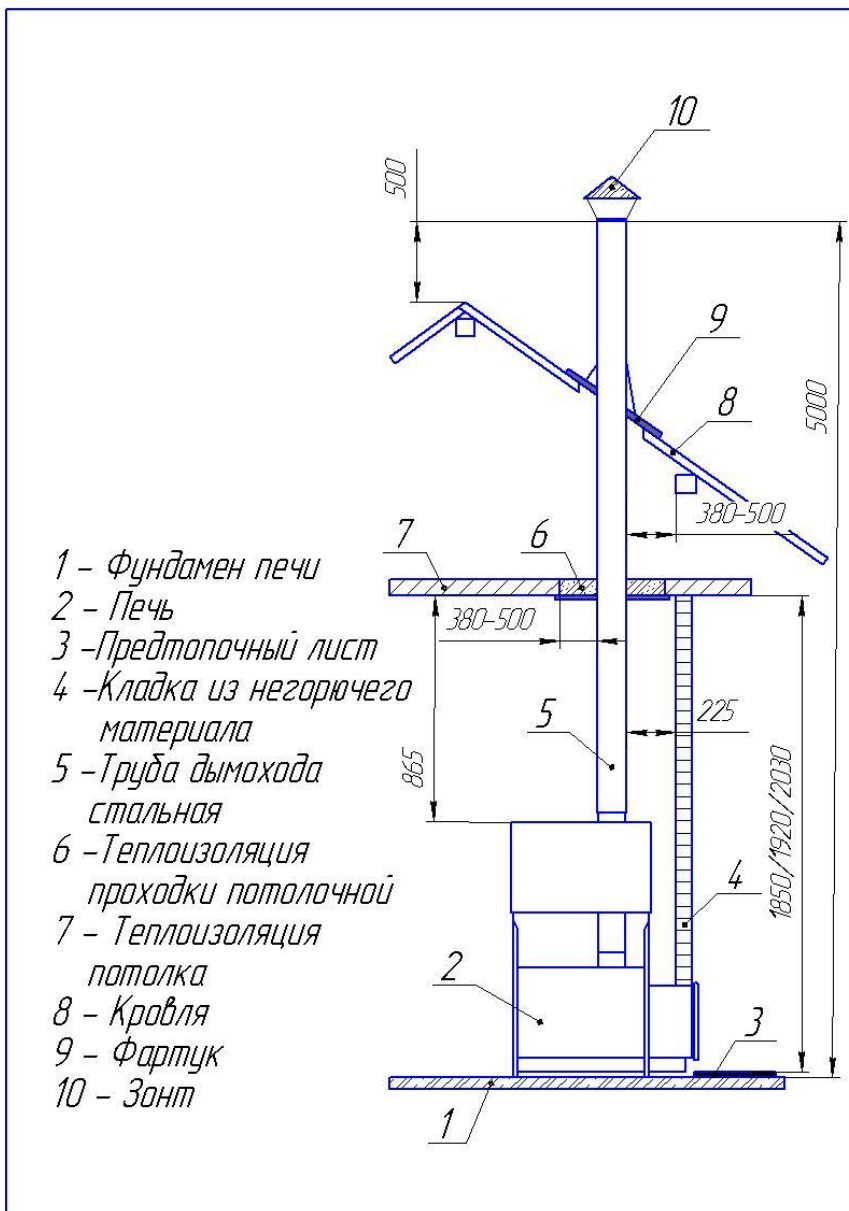 10
500
9
8
5000
380-500
7
6
1 - Фундамен печи
2 - Печь
3 -Предтопочный лист
4 -Кладка из негорючего
материала
5 -Труба дымохода
стальная
6 -Теплоизоляция
проходки потолочной
7 - Теплоизоляция
потолка
8 - Кровля
9 - Фартук
10 - Зонт
380-500
5
225
865
1850/1920/2030
4
2
3
1